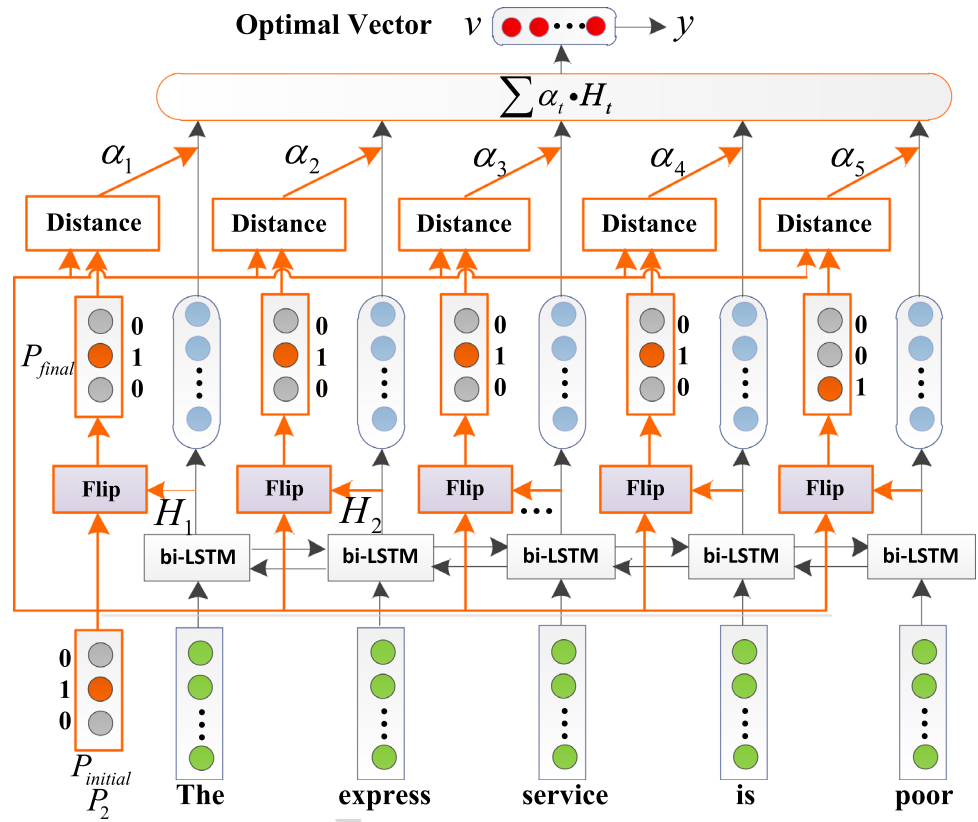 Optimal Vector v ••• y
∑ α_t • H_t
α_1 α_2 α_3 α_4 α_5
Distance Distance Distance Distance Distance
0 0 0 0 0
P_final 1 1 1 1 0
0 0 0 0 1
Flip Flip Flip Flip Flip
H_1 H_2 •••
bi-LSTM bi-LSTM bi-LSTM bi-LSTM bi-LSTM
0
1
0
P_initial
P_2 The express service is poor